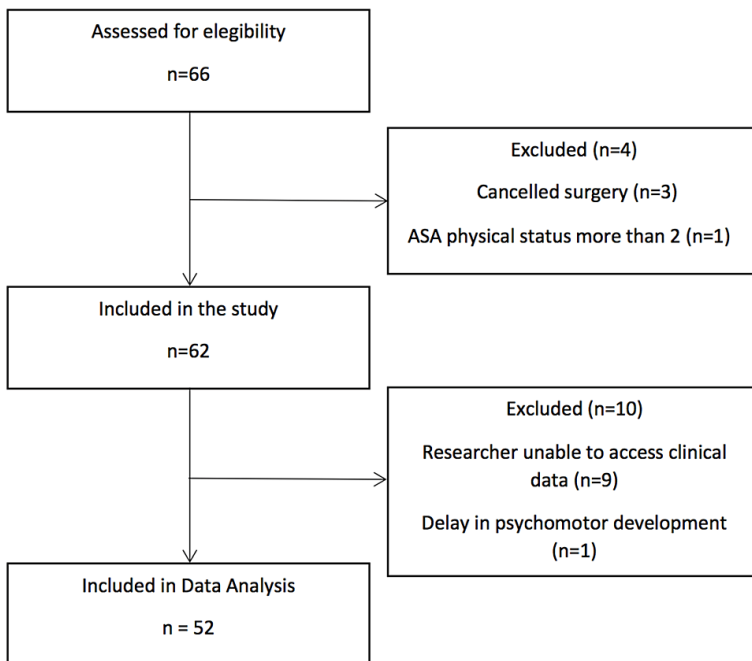 Assessed for elegibility
n=66
Excluded (n=4)
Cancelled surgery (n=3)
ASA physical status more than 2 (n=1)
Included in the study
n=62
Excluded (n=10)
Researcher unable to access clinical
data (n=9)
Delay in psychomotor development
(n=1)
Included in Data Analysis
n = 52